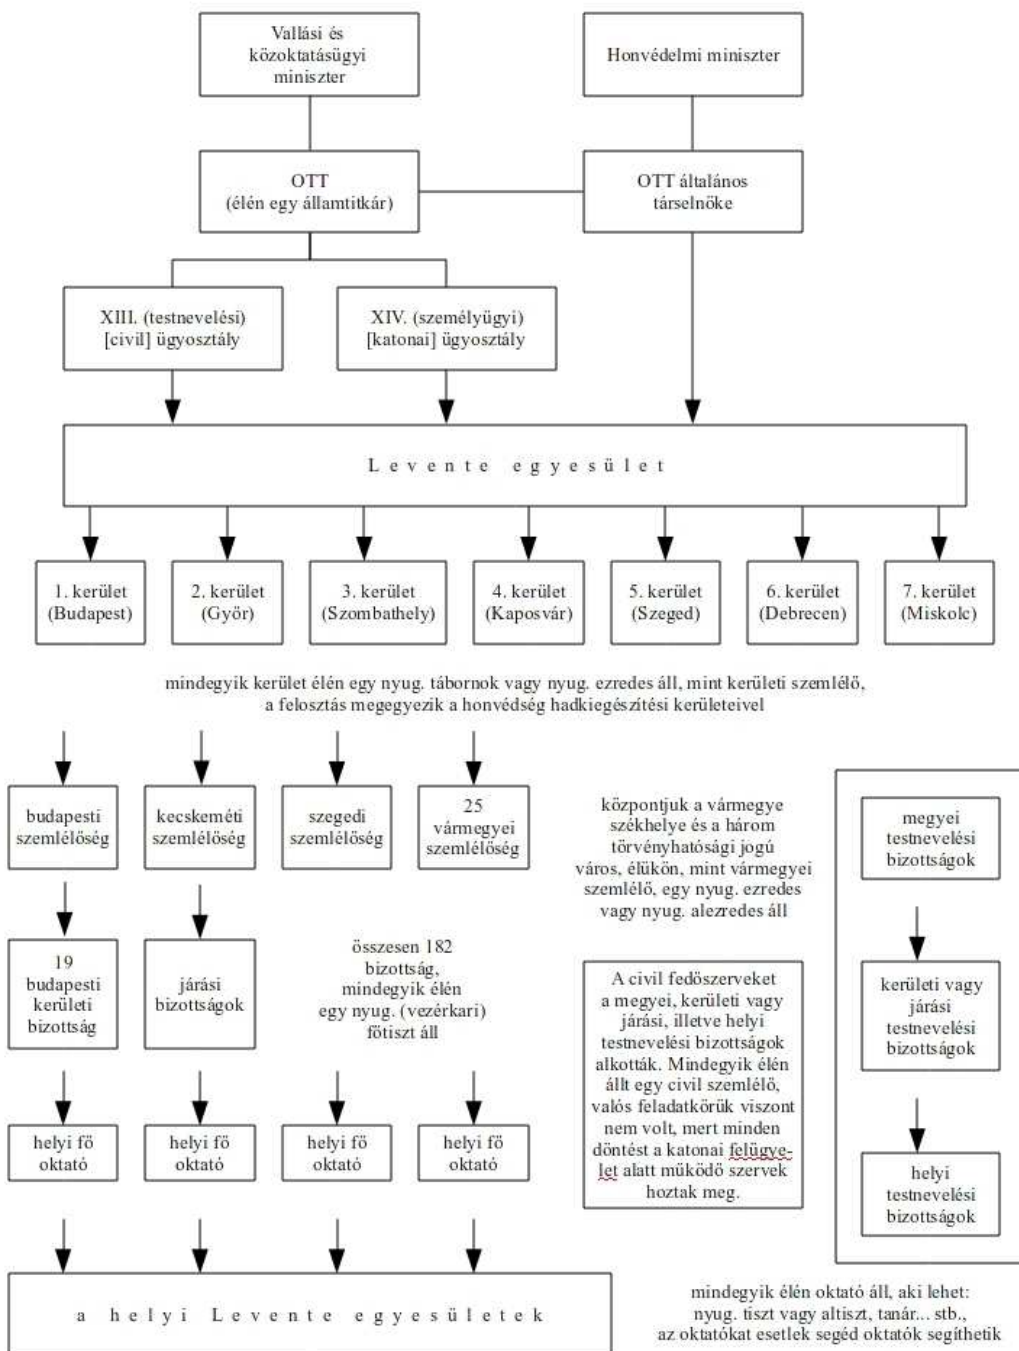 Vallási és
közoktatásügyi
miniszter
Honvédelmi miniszter
OTT
(élén egy államtitkár)
OTT általános
társelnöke
XIII. (testnevelési)
[civil] ügyosztály
XIV. (személyügyi)
[katonai] ügyosztály
Levente egyesület
1. kerület
(Budapest)
2. kerület
(Győr)
3. kerület
(Szombathely)
4. kerület
(Kaposvár)
5. kerület
(Szeged)
6. kerület
(Debrecen)
7. kerület
(Miskolc)
mindegyik kerület élén egy nyug. tábornok vagy nyug. ezredes áll, mint kerületi szemlélő,
a felosztás megegyezik a honvédség hadkiegészítési kerületeivel
budapesti
szemlélőség
kecskeméti
szemlélőség
szegedi
szemlélőség
25
vármegyei
szemlélőség
központjuk a vármegye
székhelye és a három
törvényhatósági jogú
város, élükön, mint vármegyei
szemlélő, egy nyug. ezredes
vagy nyug. alezredes áll
megyei
testnevelési
bizottságok
19
budapesti
kerületi
bizottság
járási
bizottságok
összesen 182
bizottság,
mindegyik élén
egy nyug. (vezérkari)
főtiszt áll
A civil fedőszerveket
a megyei, kerületi vagy
járási, illetve helyi
testnevelési bizottságok
alkották. Mindegyik élén
állt egy civil szemlélő,
valós feladatkörük viszont
nem volt, mert minden
döntést a katonai felügye-
let alatt működő szervek
hoztak meg.
kerületi vagy
járási
testnevelési
bizottságok
helyi fő
oktató
helyi fő
oktató
helyi fő
oktató
helyi fő
oktató
helyi
testnevelési
bizottságok
a helyi Levente egyesületek
mindegyik élén oktató áll, aki lehet:
nyug. tiszt vagy altiszt, tanár... stb.,
az oktatókat esetlek segéd oktatók segíthetik